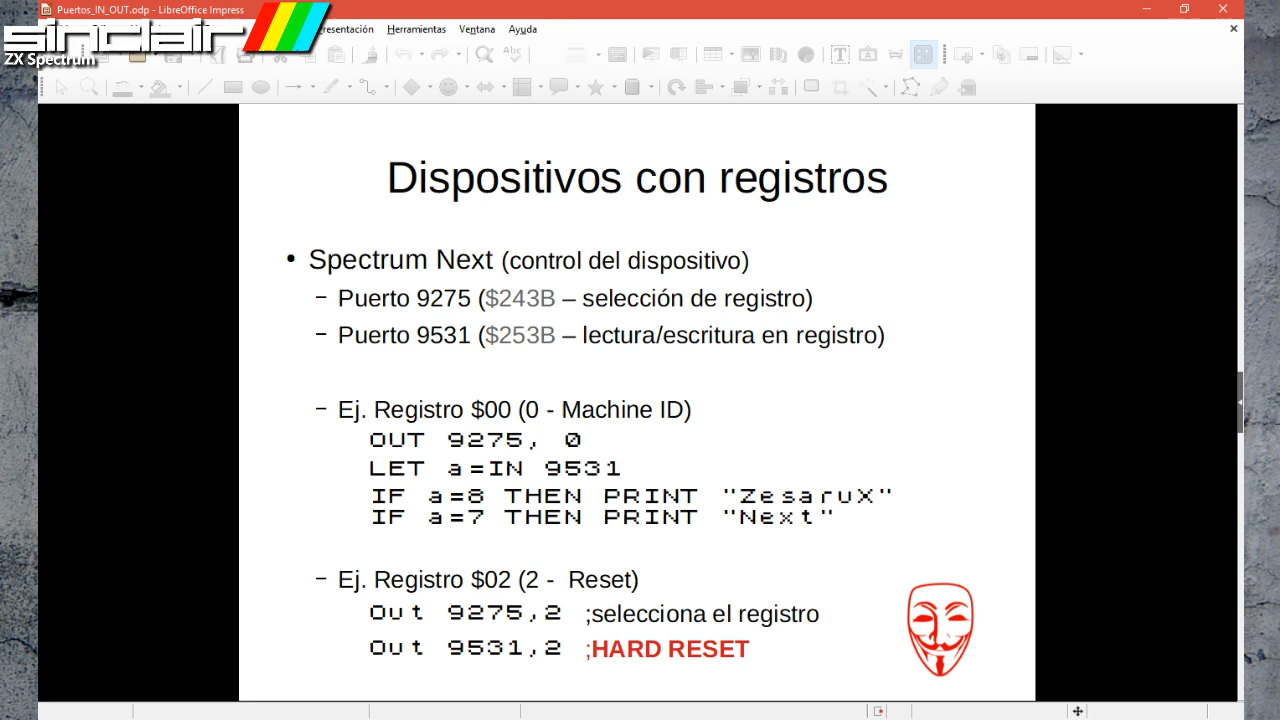 Puertos_IN_OUT.odp - LibreOffice Impress
sinclair
ZX Spectrum
Herramientas Ventana Ayuda
Dispositivos con registros
• Spectrum Next (control del dispositivo)
– Puerto 9275 ($243B – selección de registro)
– Puerto 9531 ($253B – lectura/escritura en registro)
– Ej. Registro $00 (0 - Machine ID)
OUT 9275, 0
LET a=IN 9531
IF a=8 THEN PRINT "ZesaruX"
IF a=7 THEN PRINT "Next"
– Ej. Registro $02 (2 - Reset)
Out 9275,2 ;selecciona el registro
Out 9531,2 ;HARD RESET